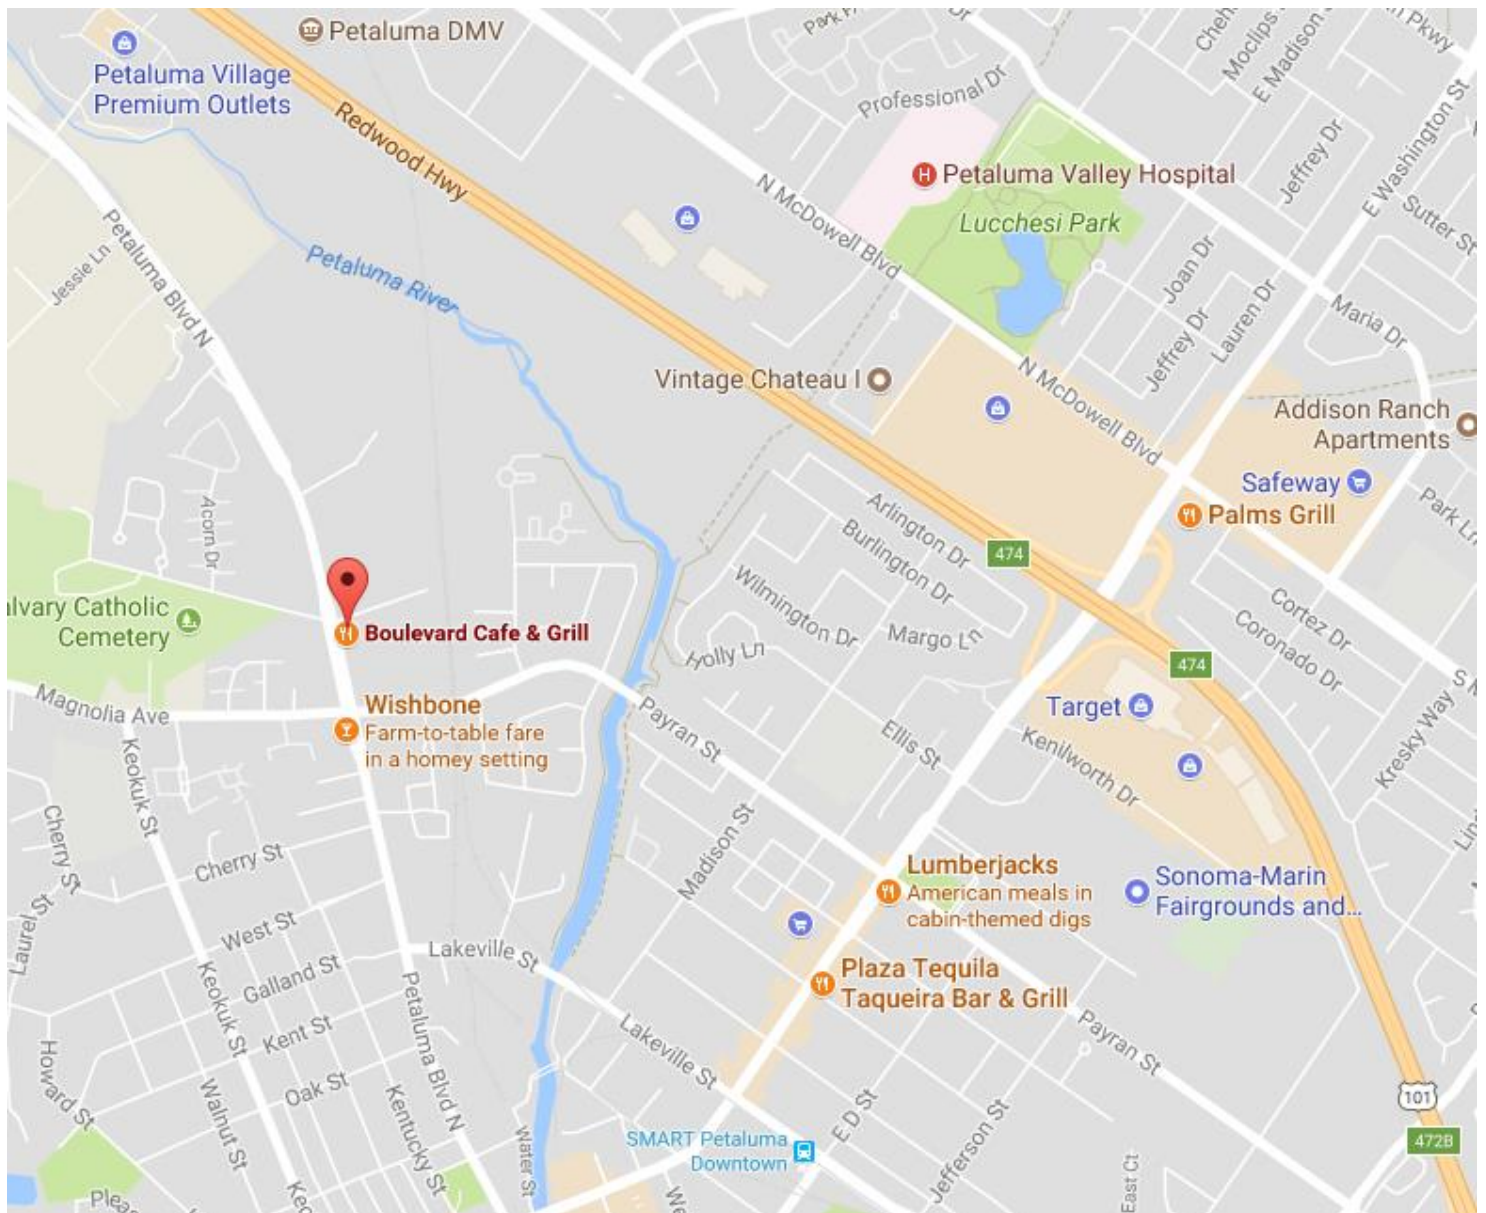 Petaluma DMV
Park
Dr
Pkwy
Moclips
E Madison
Petaluma Village
Premium Outlets
Redwood Hwy
Professional Dr
Jeffrey Dr
E Washington St
Petaluma Valley Hospital
N McDowell Blvd
Lucchesi Park
Sutter St
Petaluma Blvd N
Jessie Ln
Petaluma River
Joan Dr
Lauren Dr
Jeffrey Dr
Maria Dr
Vintage Chateau I
N McDowell Blvd
Addison Ranch
Apartments
Safeway
Palms Grill
Park Ln
Acorn Dr
Arlington Dr
Burlington Dr
474
Wilmington Dr
Margo Ln
Holly Ln
Cortez Dr
Coronado Dr
474
alvary Catholic
Cemetery
Boulevard Cafe & Grill
Magnolia Ave
Wishbone
Farm-to-table fare
in a homey setting
Payran St
Ellis St
Target
Kenilworth Dr
Kresky Way
S M
Keokuk St
Cherry St
Cherry St
Madison St
Lumberjacks
American meals in
cabin-themed digs
Sonoma-Marin
Fairgrounds and...
Laurel St
West St
Lakeville St
Galland St
Keokuk St
Petaluma Blvd N
Plaza Tequila
Taqueira Bar & Grill
Kent St
Lakeville St
Payran St
Howard St
Oak St
Walnut St
Kentucky St
Water St
SMART Petaluma
Downtown
E D St
Jefferson St
East Ct
101
472B
Pleas
Keo
We